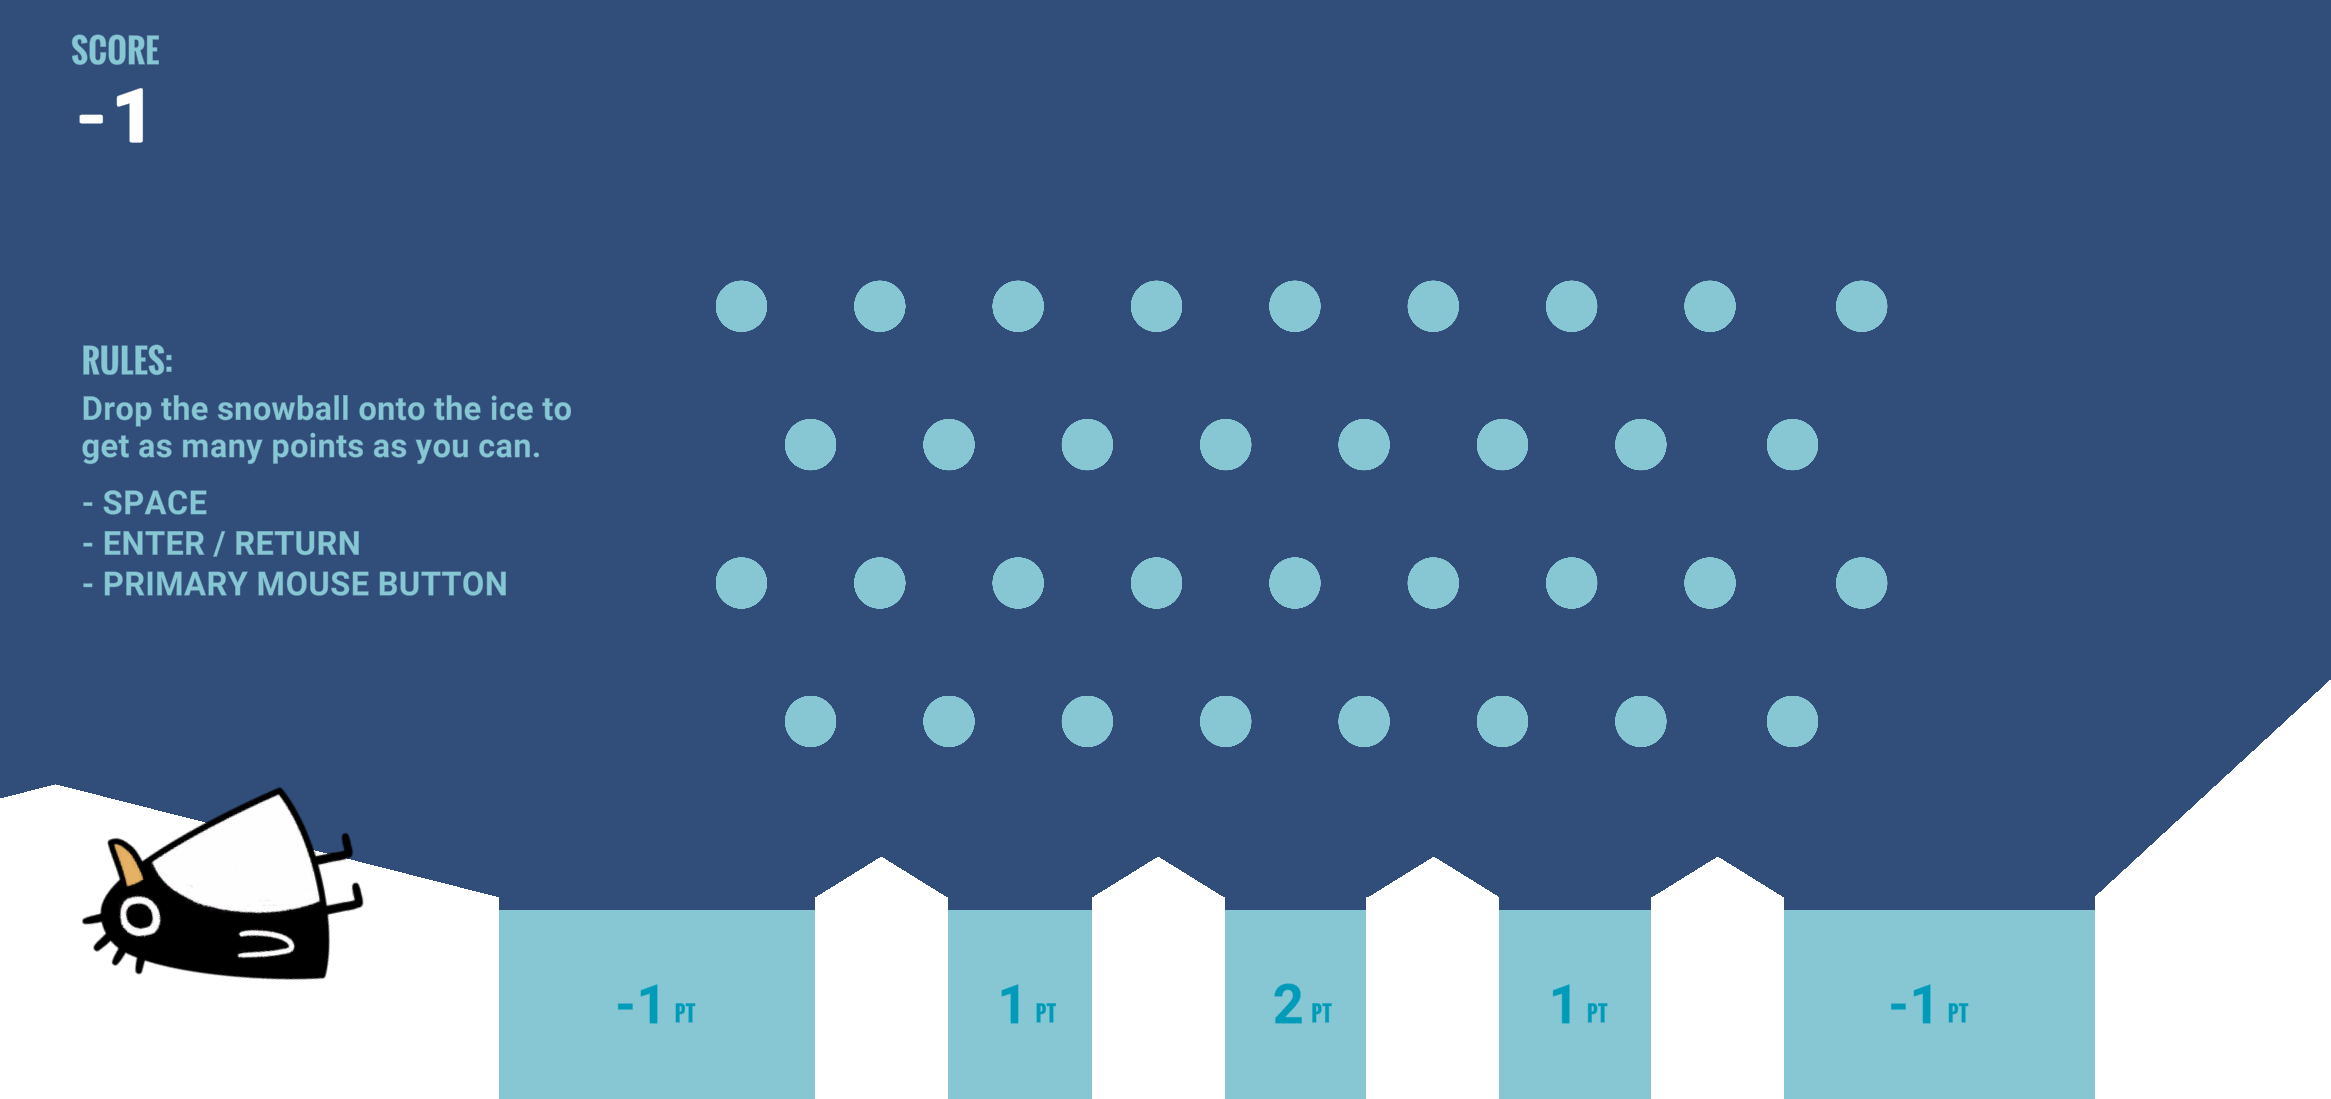 SCORE
-1
RULES:
Drop the snowball onto the ice to
get as many points as you can.
- SPACE
- ENTER / RETURN
- PRIMARY MOUSE BUTTON
-1 PT
1 PT
2 PT
1 PT
-1 PT